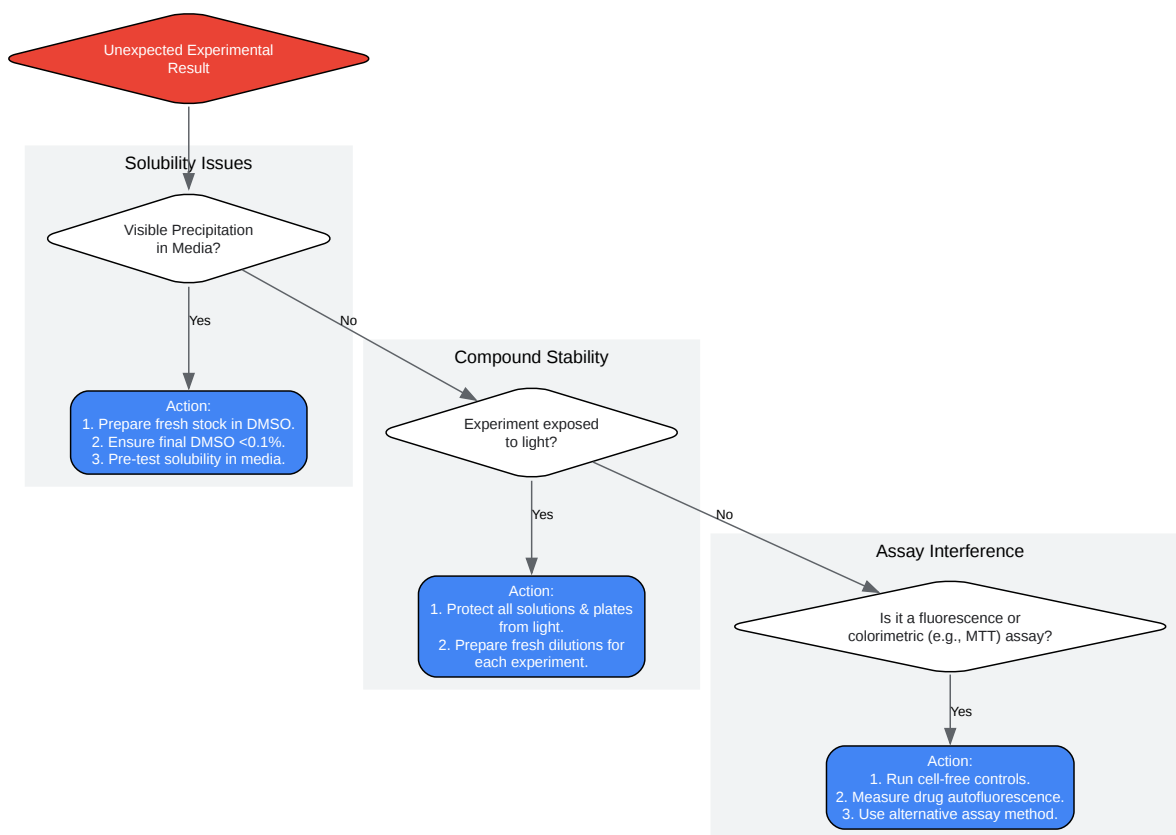 Unexpected Experimental
Result
Solubility Issues
Visible Precipitation
in Media?
Yes
No
Action:
1. Prepare fresh stock in DMSO.
2. Ensure final DMSO <0.1%.
3. Pre-test solubility in media.
Compound Stability
Experiment exposed
to light?
Yes
No
Action:
1. Protect all solutions & plates
from light.
2. Prepare fresh dilutions for
each experiment.
Assay Interference
Is it a fluorescence or
colorimetric (e.g., MTT) assay?
Yes
Action:
1. Run cell-free controls.
2. Measure drug autofluorescence.
3. Use alternative assay method.